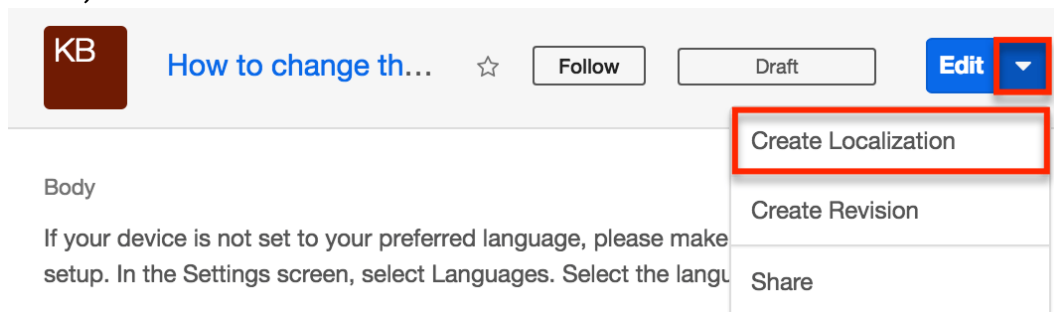 KB
How to change th...
Follow
Draft
Edit
Create Localization
Body
Create Revision
If your device is not set to your preferred language, please make
setup. In the Settings screen, select Languages. Select the
Share